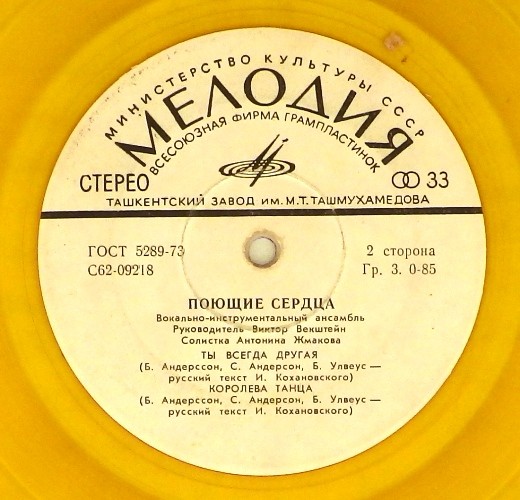 МИНИСТЕРСТВО КУЛЬТУРЫ СССР
МЕЛОДИЯ
ВСЕСОЮЗНАЯ ФИРМА ГРАМПЛАСТИНОК
СТЕРЕО
33
ТАШКЕНТСКИЙ ЗАВОД ИМ. М.Т. ТАШМУХАМЕДОВА
ГОСТ 5289-73
2 сторона
С62-09218
Гр. 3. 0-85
ПОЮЩИЕ СЕРДЦА
Вокально-инструментальный ансамбль
Руководитель Виктор Векштейн
Солистка Антонина Жмакова
ТЫ ВСЕГДА ДРУГАЯ
(Б. Андерссон, С. Андерсон, Б. Улвеус —
русский текст И. Кохановского)
КОРОЛЕВА ТАНЦА
(Б. Андерссон, С. Андерсон, Б. Улвеус —
русский текст И. Кохановского)